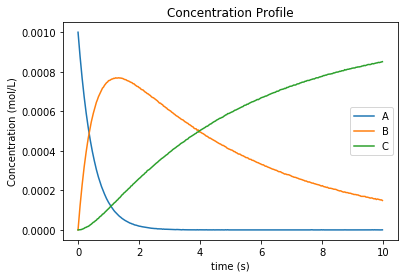 Concentration Profile
Concentration (mol/L)
0.0010
0.0008
0.0006
0.0004
0.0002
0.0000
A
B
C
0 2 4 6 8 10
time (s)